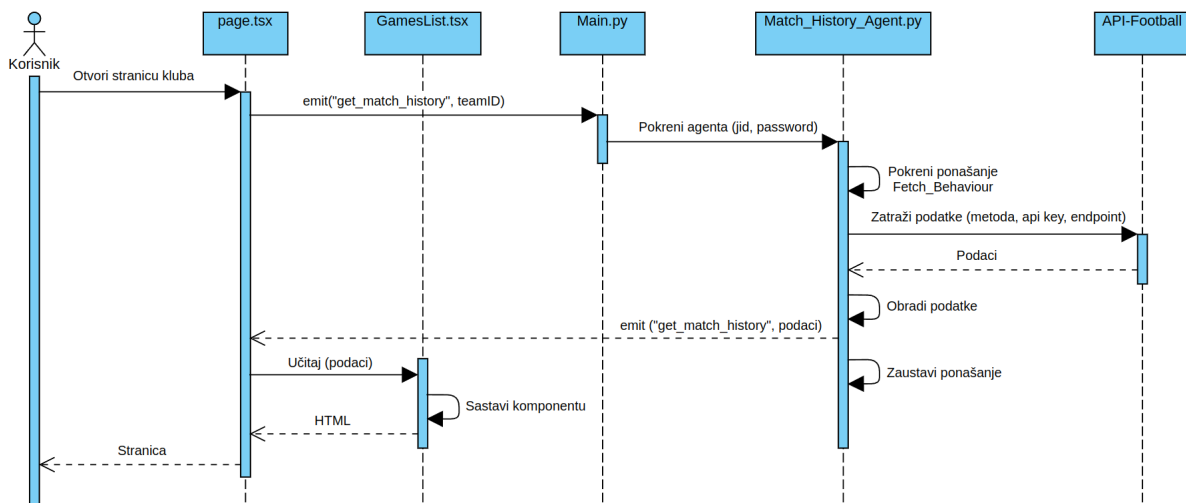 page.tsx
GamesList.tsx
Main.py
Match_History_Agent.py
API-Football
Korisnik
Otvori stranicu kluba
emit("get_match_history", teamID)
Pokreni agenta (jid, password)
Pokreni ponašanje
Fetch_Behaviour
Zatraži podatke (metoda, api key, endpoint)
Podaci
Obradi podatke
emit ("get_match_history", podaci)
Učitaj (podaci)
Zaustavi ponašanje
Sastavi komponentu
HTML
Stranica